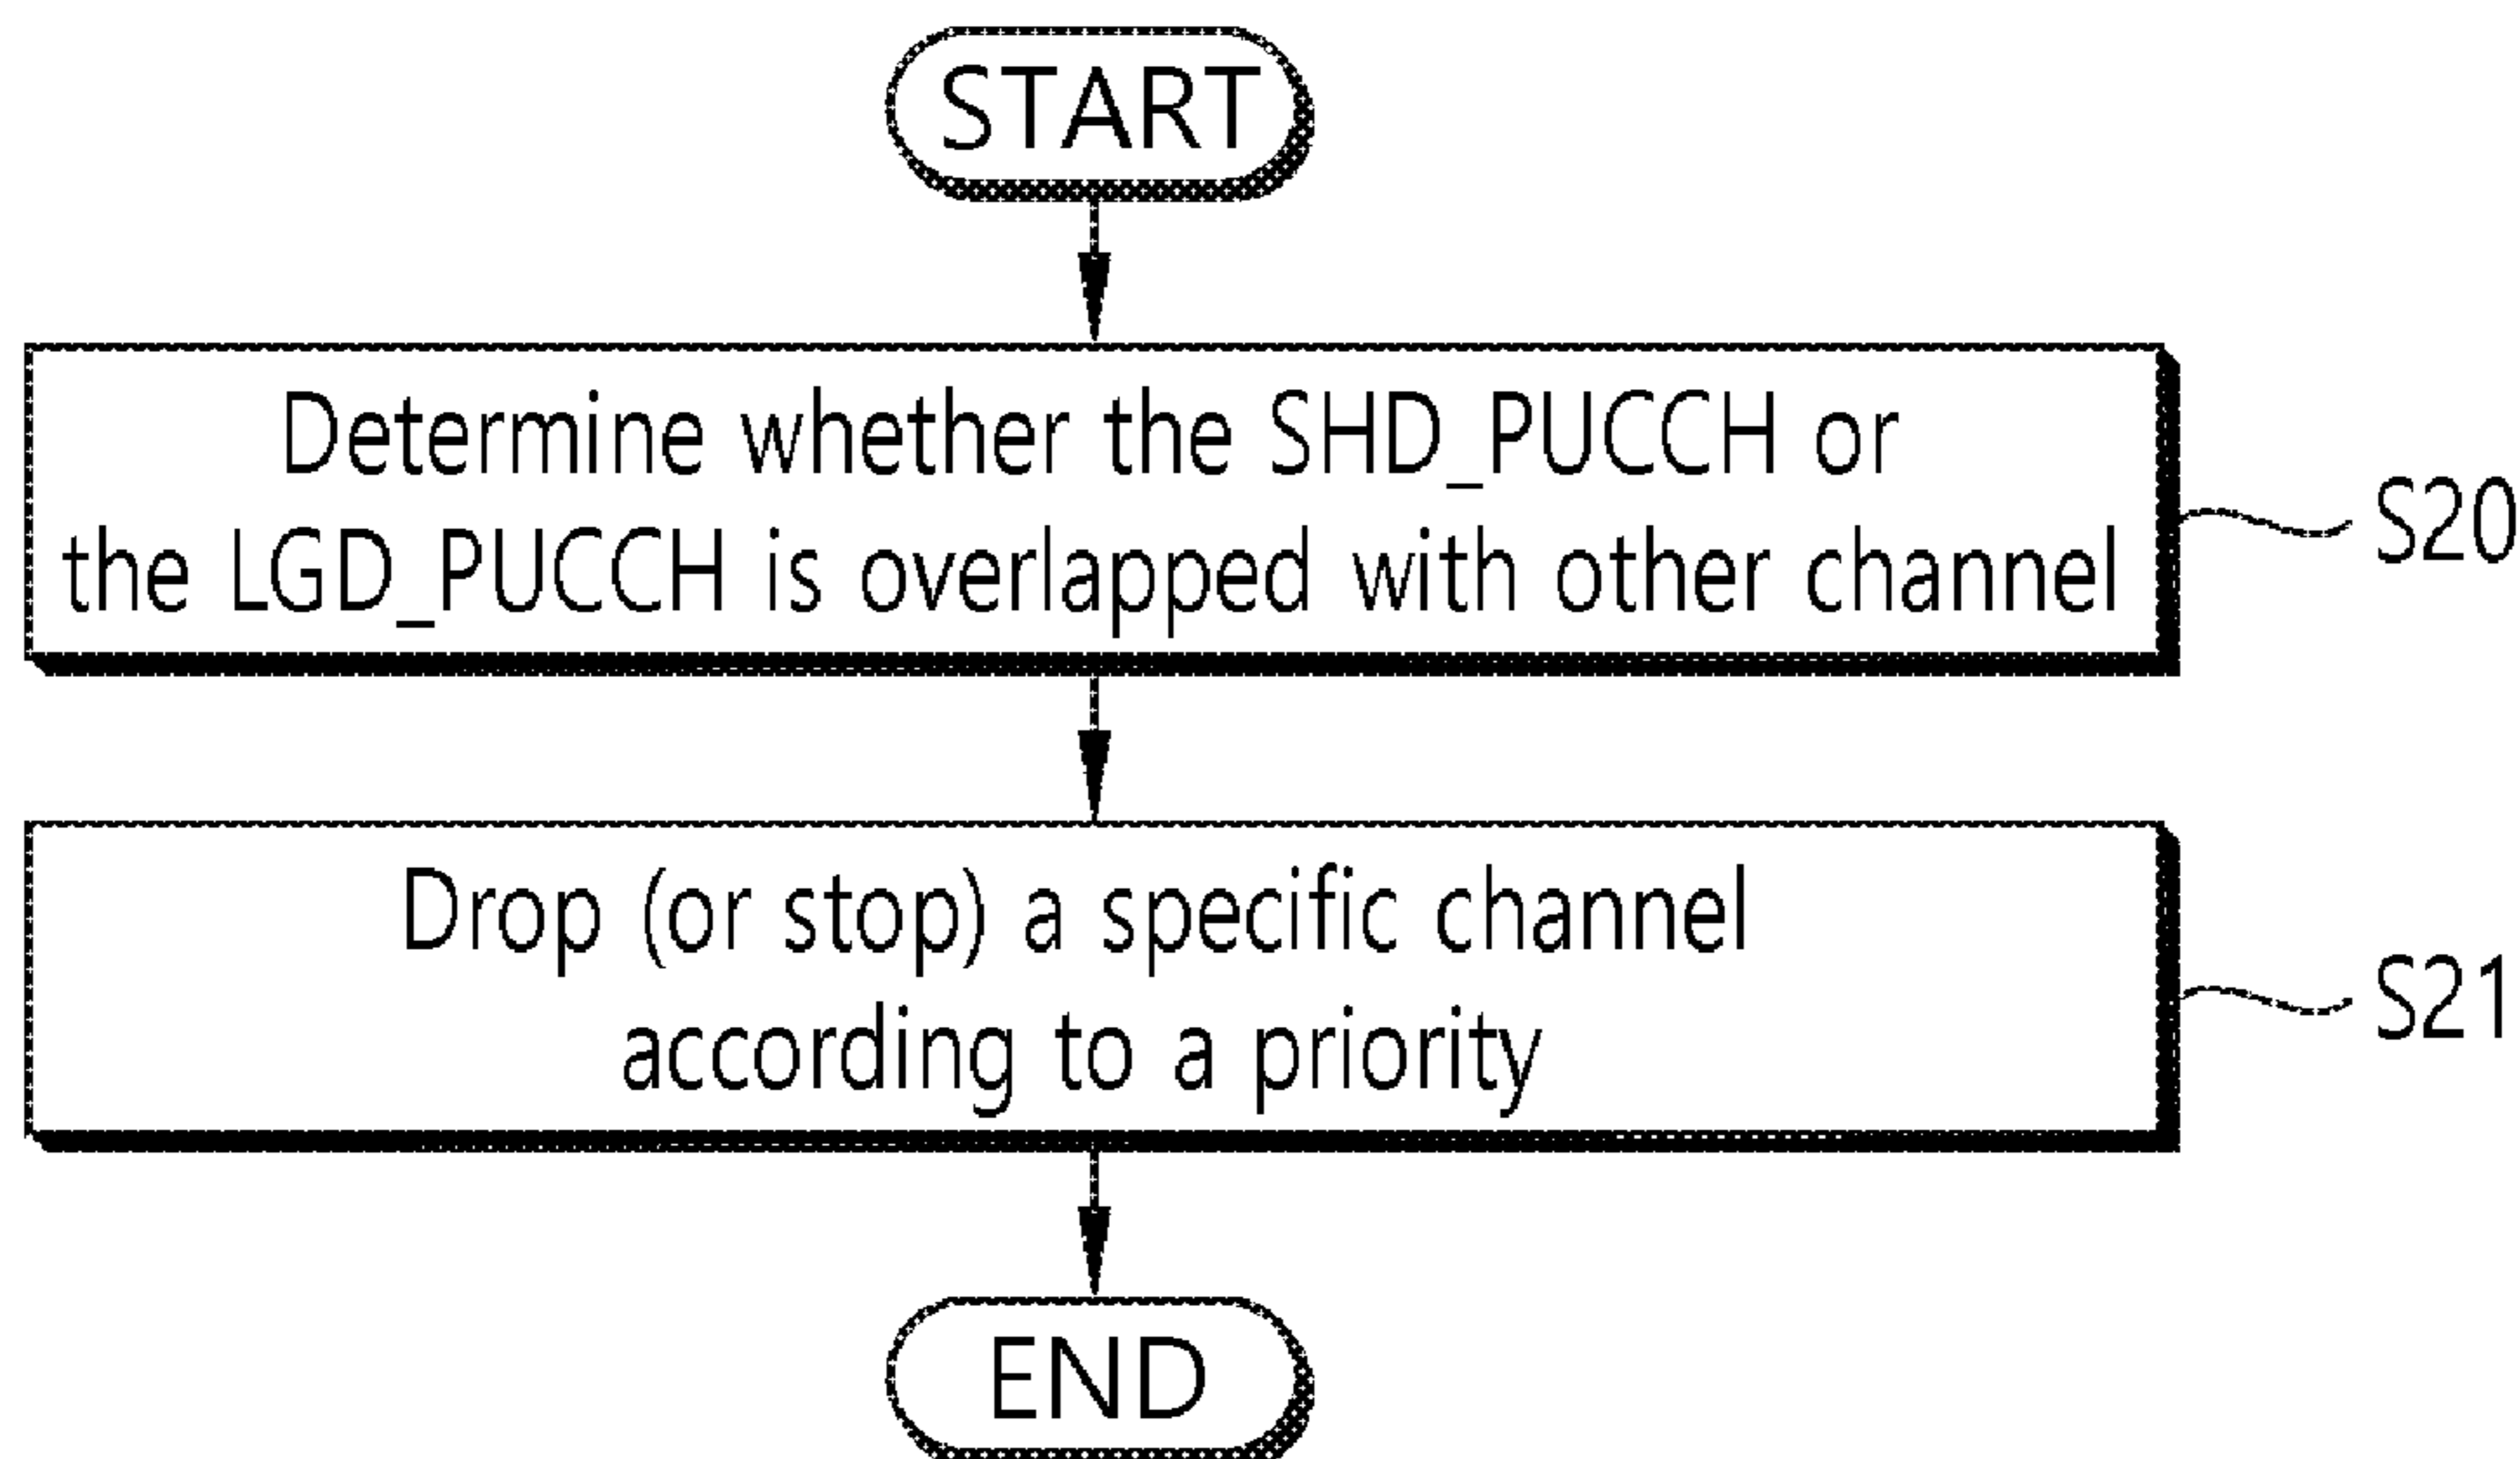 START
Determine whether the SHD_PUCCH or
the LGD_PUCCH is overlapped with other channel
S20
Drop (or stop) a specific channel
according to a priority
S21
END